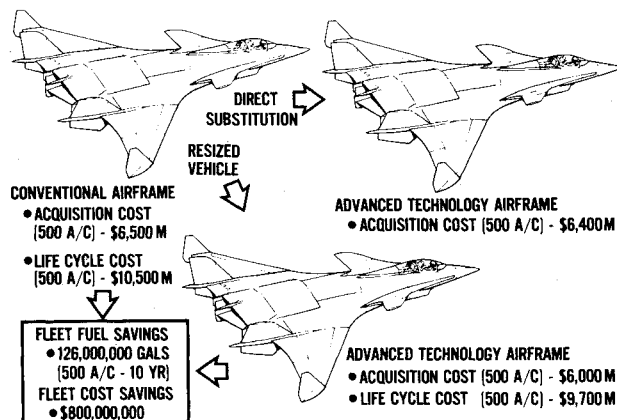 DIRECT
SUBSTITUTION
RESIZED
VEHICLE
CONVENTIONAL AIRFRAME
• ACQUISITION COST
(500 A/C) - $6,500 M
• LIFE CYCLE COST
(500 A/C) - $10,500 M
ADVANCED TECHNOLOGY AIRFRAME
• ACQUISITION COST (500 A/C) - $6,400 M
FLEET FUEL SAVINGS
• 126,000,000 GALS
(500 A/C - 10 YR)
FLEET COST SAVINGS
• $800,000,000
ADVANCED TECHNOLOGY AIRFRAME
• ACQUISITION COST (500 A/C) - $6,000 M
• LIFE CYCLE COST (500 A/C) - $9,700 M